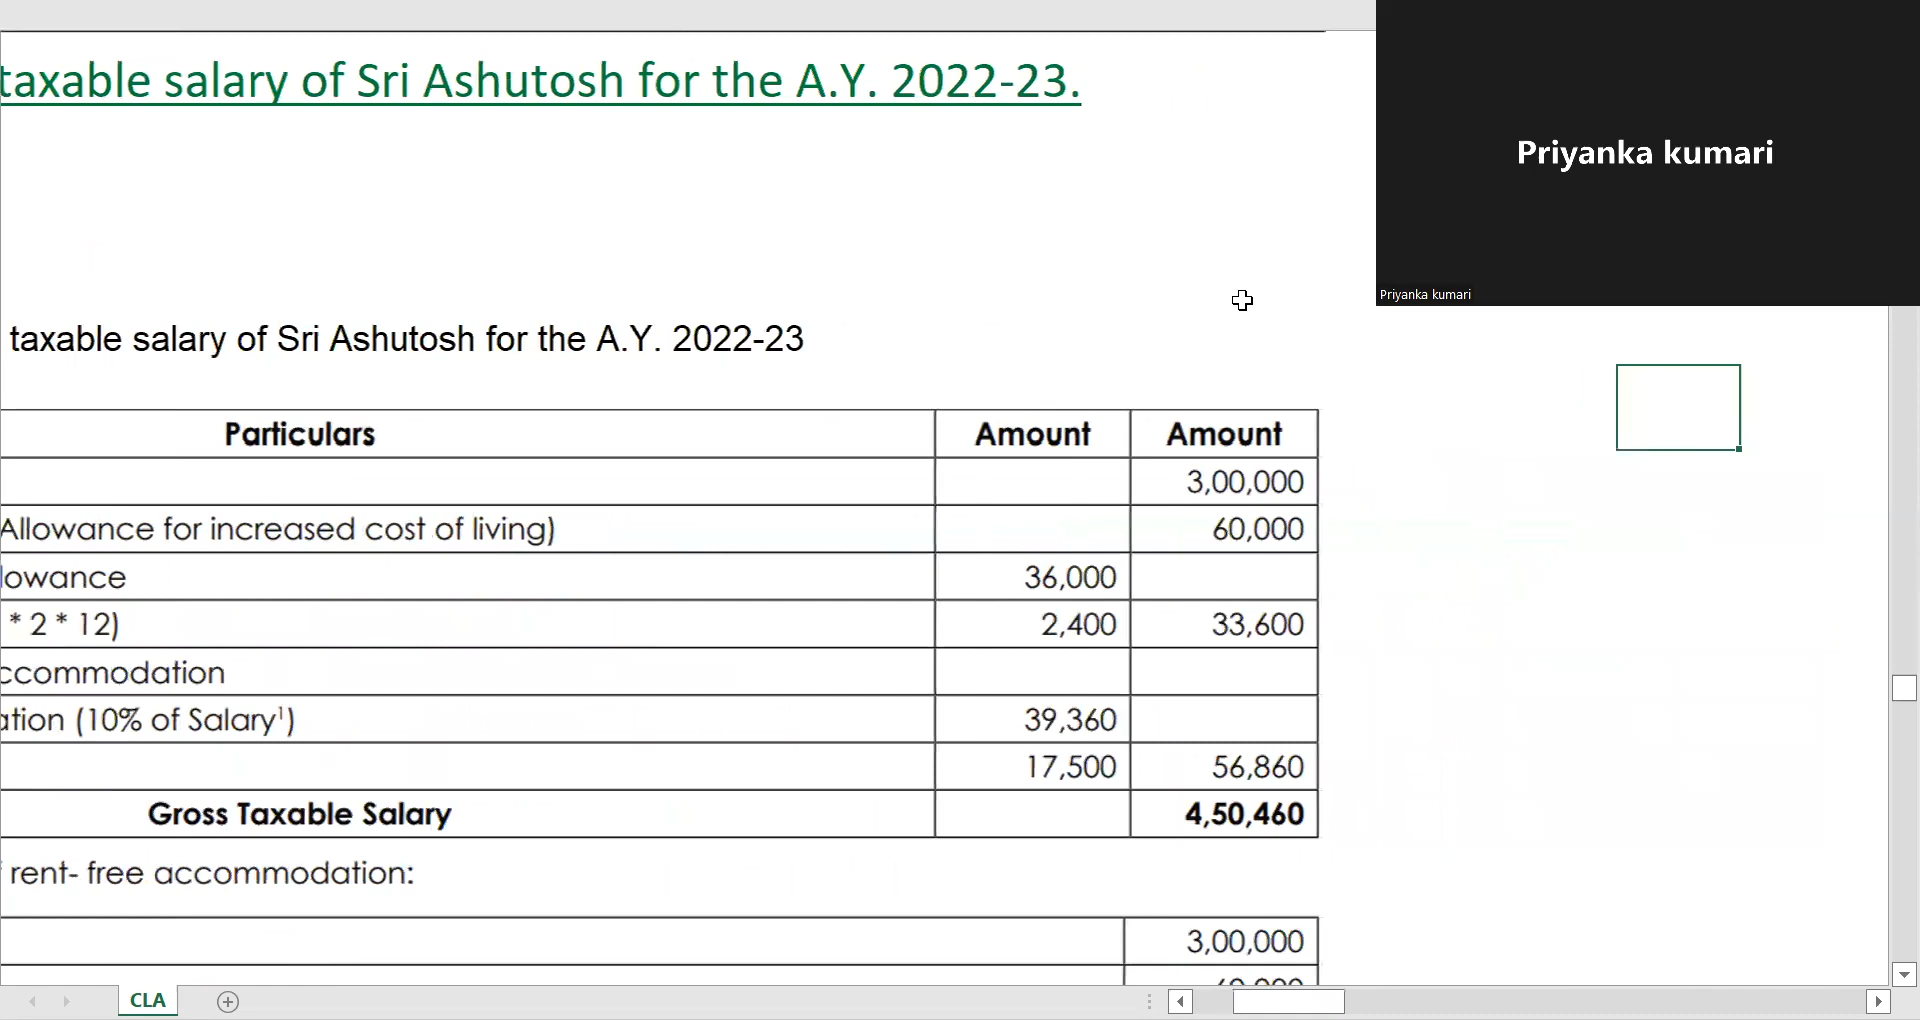 taxable salary of Sri Ashutosh for the A.Y. 2022-23.
Priyanka kumari
Priyanka kumari
taxable salary of Sri Ashutosh for the A.Y. 2022-23
Particulars Amount Amount
3,00,000
Allowance for increased cost of living) 60,000
lowance 36,000
* 2 * 12) 2,400 33,600
ccommodation
ation (10% of Salary¹) 39,360
17,500 56,860
Gross Taxable Salary 4,50,460
rent- free accommodation:
3,00,000
CLA